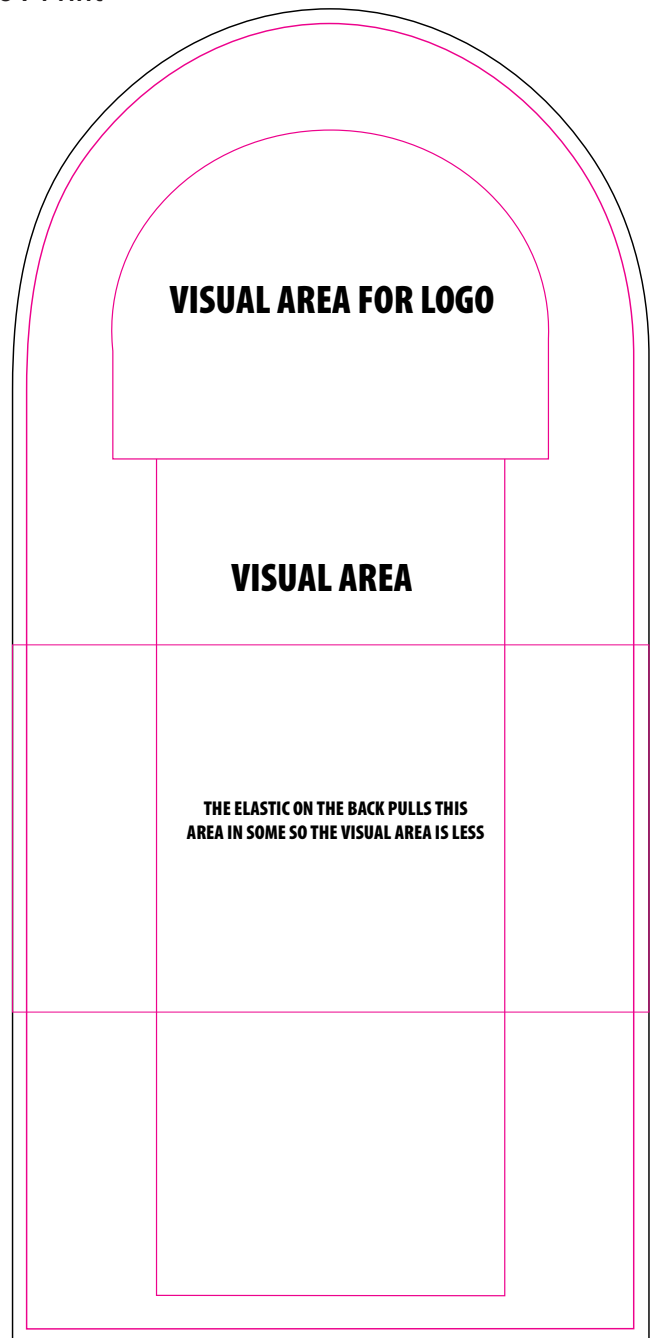 Print
VISUAL AREA FOR LOGO
VISUAL AREA
THE ELASTIC ON THE BACK PULLS THIS
AREA IN SOME SO THE VISUAL AREA IS LESS